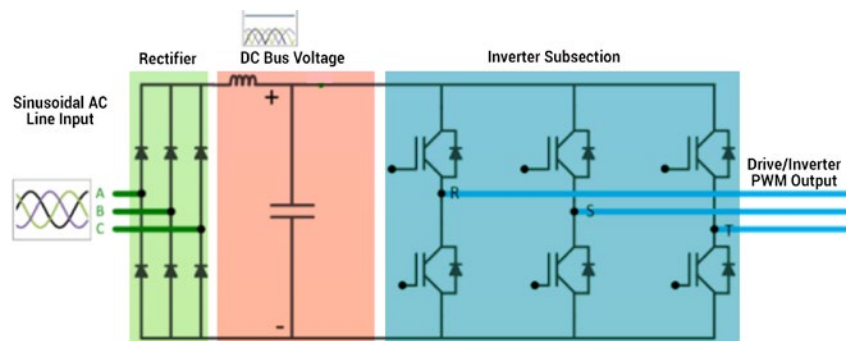 Rectifier
DC Bus Voltage
Inverter Subsection
Sinusoidal AC
Line Input
+
A
B
C
R
S
T
Drive/Inverter
PWM Output
-